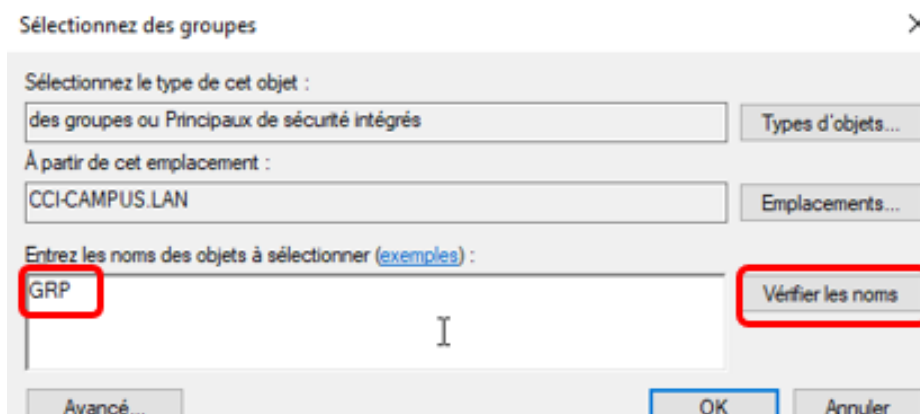 Sélectionnez des groupes
Sélectionnez le type de cet objet :
des groupes ou Principaux de sécurité intégrés
Types d'objets...
À partir de cet emplacement :
CCI-CAMPUS.LAN
Emplacements...
Entrez les noms des objets à sélectionner (exemples) :
GRP
Vérifier les noms
Avancé...
OK
Annuler